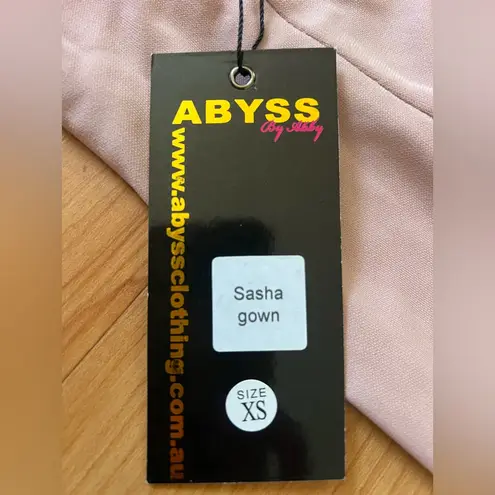 ABYSS
By Abby
www.abyssclothing.com.au
Sasha
gown
SIZE
XS